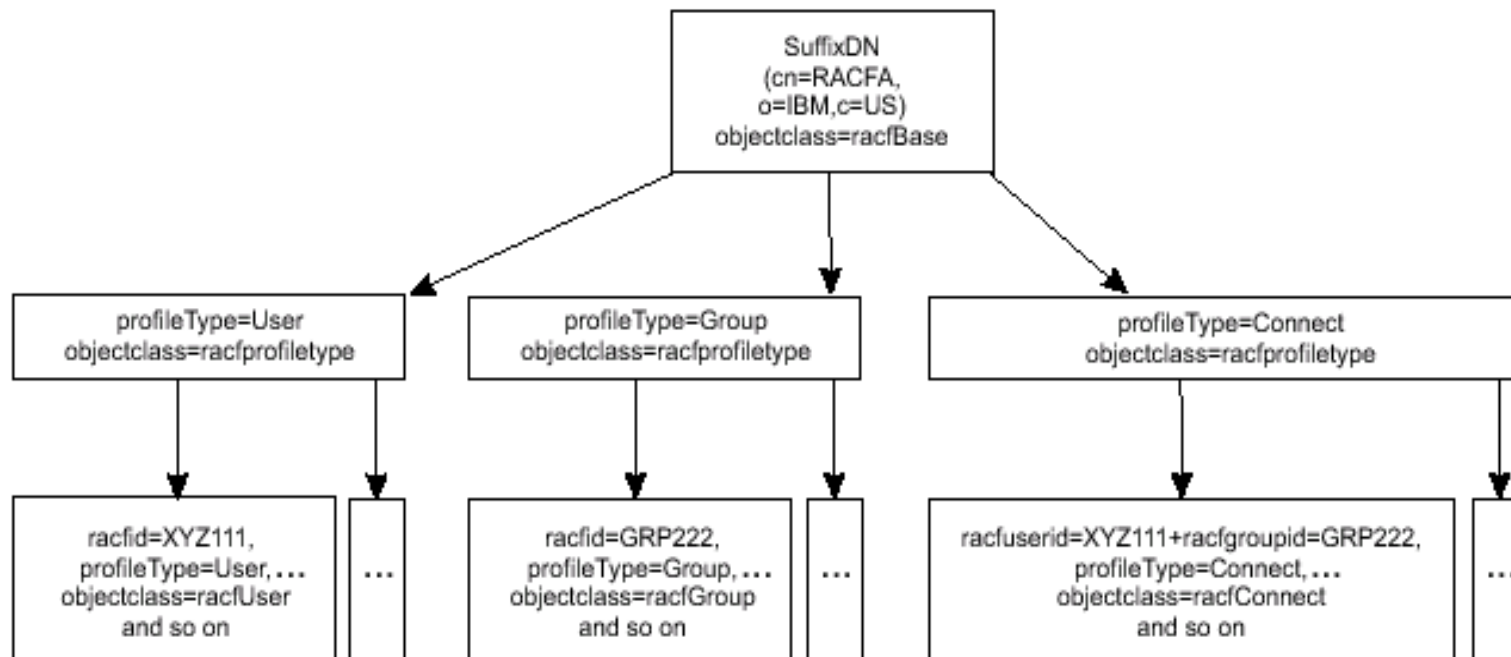 SuffixDN
(cn=RACFA,
o=IBM,c=US)
objectclass=racfBase
profileType=User
objectclass=racfprofiletype
profileType=Group
objectclass=racfprofiletype
profileType=Connect
objectclass=racfprofiletype
racfid=XYZ111,
profileType=User, ...
objectclass=racfUser
and so on
...
racfid=GRP222,
profileType=Group, ...
objectclass=racfGroup
and so on
...
racfuserid=XYZ111+racfgroupid=GRP222,
profileType=Connect, ...
objectclass=racfConnect
and so on
...